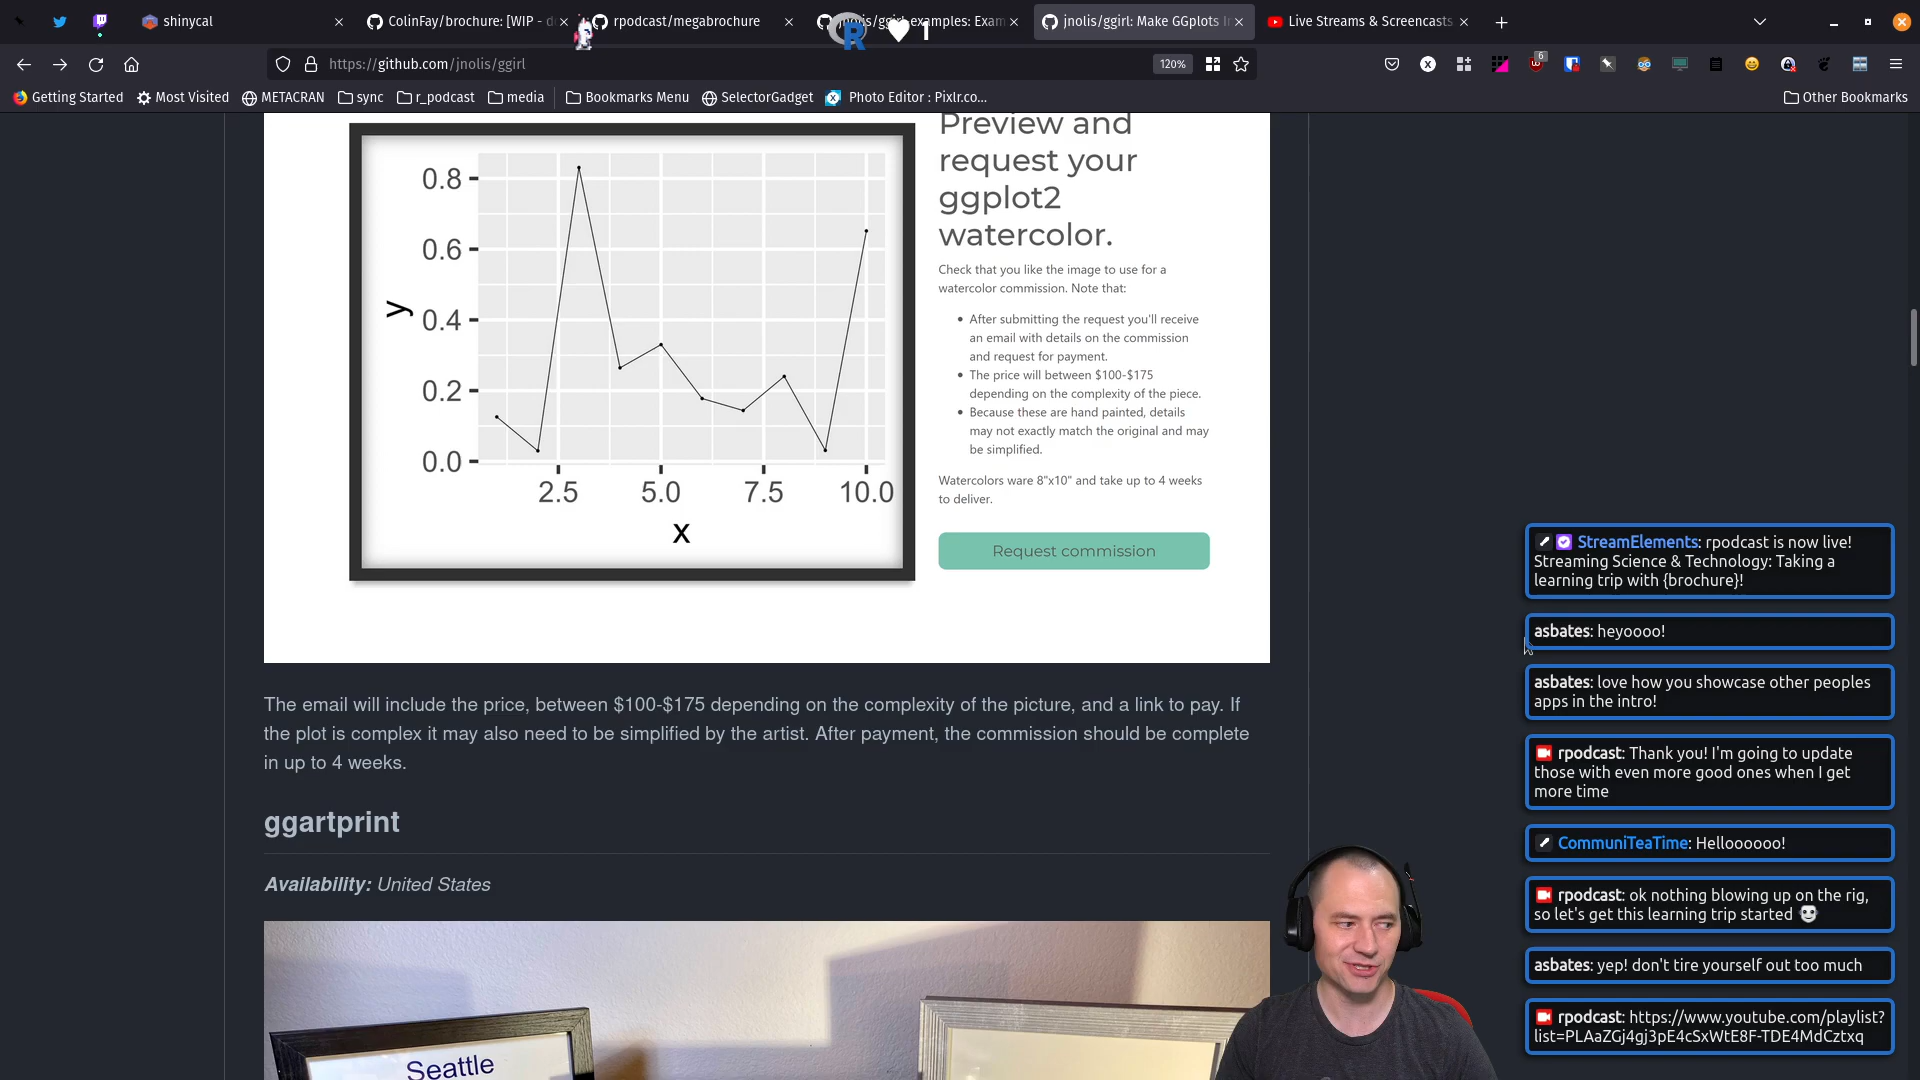 shinycal
ColinFay/brochure: [WIP - d
rpodcast/megabrochure
jnolis/ggirl-examples: Exam
jnolis/ggirl: Make GGplots I
Live Streams & Screencasts
1
https://github.com/jnolis/ggirl
120%
6
Getting Started
Most Visited
METACRAN
sync
r_podcast
media
Bookmarks Menu
SelectorGadget
Photo Editor : Pixlr.co...
Other Bookmarks
0.8
0.6
0.4
0.2
0.0
y
2.5 5.0 7.5 10.0
x
Preview and
request your
ggplot2
watercolor.
Check that you like the image to use for a
watercolor commission. Note that:
• After submitting the request you'll receive
an email with details on the commission
and request for payment.
• The price will between $100-$175
depending on the complexity of the piece.
• Because these are hand painted, details
may not exactly match the original and may
be simplified.
Watercolors ware 8"x10" and take up to 4 weeks
to deliver.
Request commission
The email will include the price, between $100-$175 depending on the complexity of the picture, and a link to pay. If
the plot is complex it may also need to be simplified by the artist. After payment, the commission should be complete
in up to 4 weeks.
ggartprint
Availability: United States
Seattle
StreamElements: rpodcast is now live!
Streaming Science & Technology: Taking a
learning trip with {brochure}!
asbates: heyoooo!
asbates: love how you showcase other peoples
apps in the intro!
rpodcast: Thank you! I'm going to update
those with even more good ones when I get
more time
CommuniTeaTime: Helloooooo!
rpodcast: ok nothing blowing up on the rig,
so let's get this learning trip started
asbates: yep! don't tire yourself out too much
rpodcast: https://www.youtube.com/playlist?
list=PLAaZGj4gj3pE4cSxWtE8F-TDE4MdCztxq